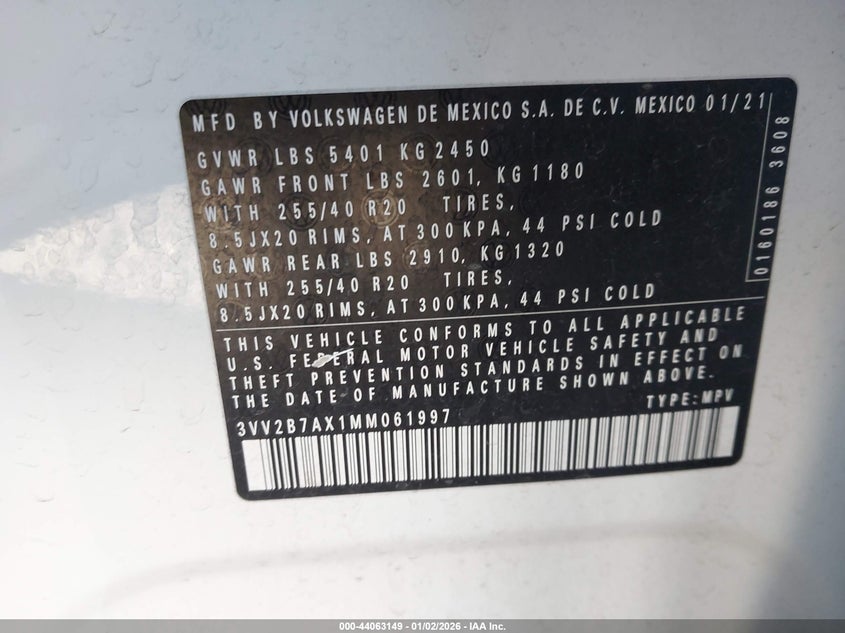 MFD BY VOLKSWAGEN DE MEXICO S.A. DE C.V. MEXICO 01/21
GVWR LBS 5401 KG 2450
GAWR FRONT LBS 2601, KG 1180
WITH 255/40 R20 TIRES,
8.5JX20 RIMS, AT 300 KPA, 44 PSI COLD
GAWR REAR LBS 2910, KG 1320
WITH 255/40 R20 TIRES,
8.5JX20 RIMS, AT 300 KPA, 44 PSI COLD
0160186 3608
THIS VEHICLE CONFORMS TO ALL APPLICABLE
U.S. FEDERAL MOTOR VEHICLE SAFETY AND
THEFT PREVENTION STANDARDS IN EFFECT ON
THE DATE OF MANUFACTURE SHOWN ABOVE.
TYPE: MPV
3VV2B7AX1MM061997
000-44063149 - 01/02/2026 - IAA Inc.